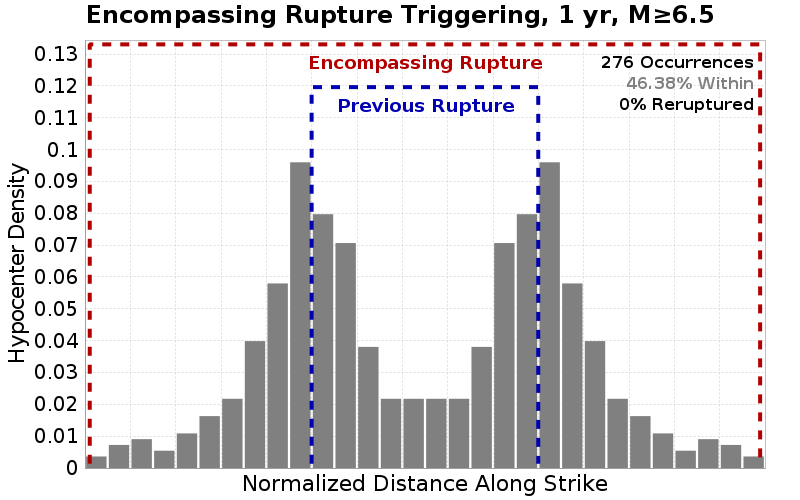 Encompassing Rupture Triggering, 1 yr, M≥6.5
Encompassing Rupture
276 Occurrences
46.38% Within
0% Reruptured
Previous Rupture
Hypocenter Density
0.13
0.12
0.11
0.1
0.09
0.08
0.07
0.06
0.05
0.04
0.03
0.02
0.01
0
Normalized Distance Along Strike